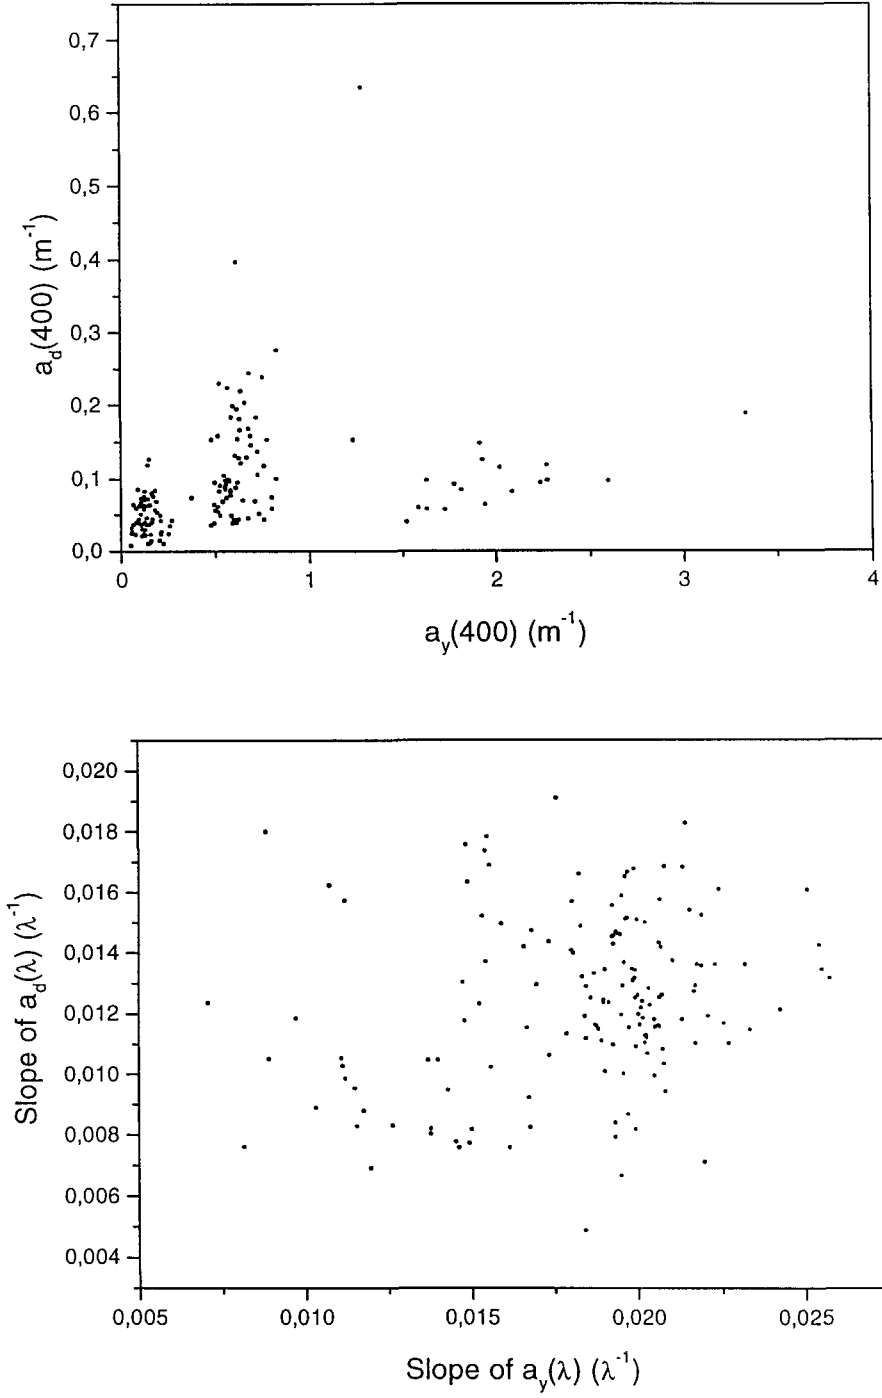 0,7
0,6
0,5
0,4
0,3
0,2
0,1
0,0
a_d(400) (m^-1)
0 1 2 3 4
a_y(400) (m^-1)
0,020
0,018
0,016
0,014
0,012
0,010
0,008
0,006
0,004
Slope of a_d(λ) (λ^-1)
0,005 0,010 0,015 0,020 0,025
Slope of a_y(λ) (λ^-1)